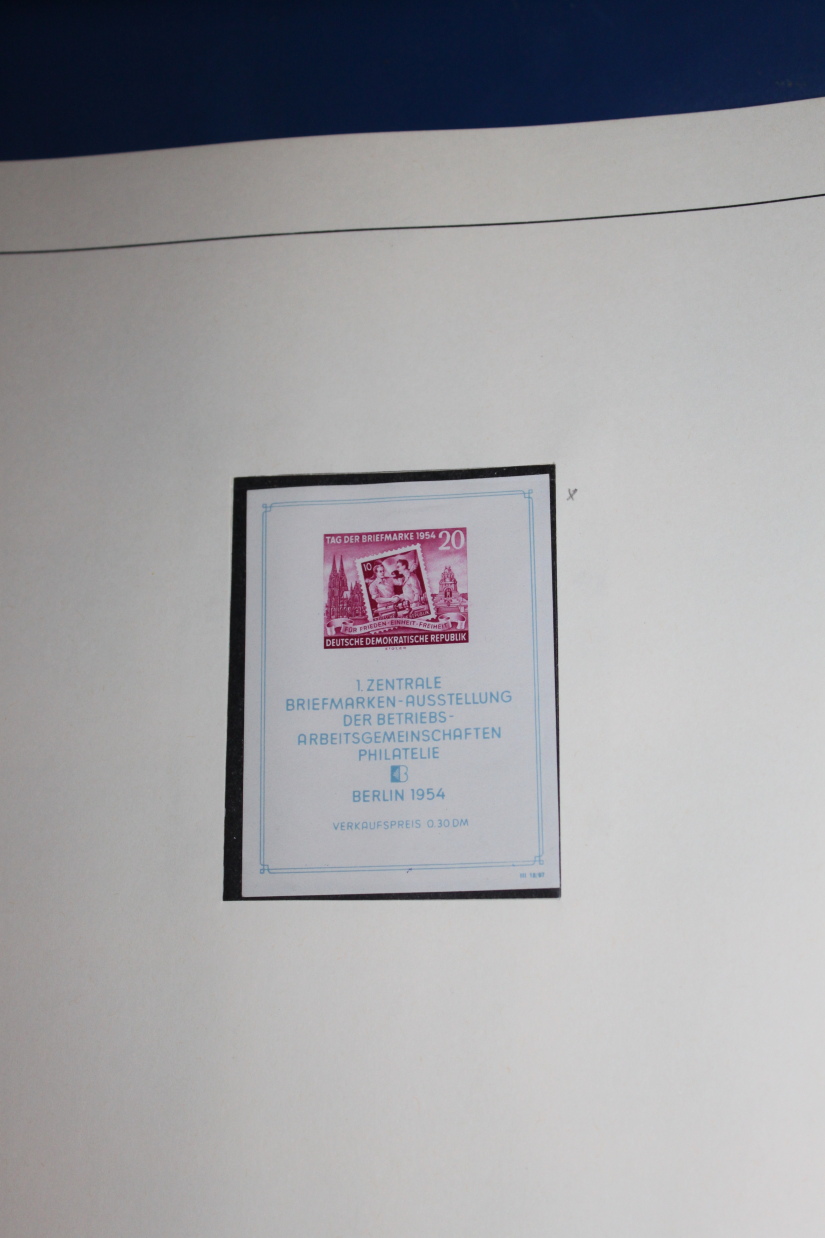 TAG DER BRIEFMARKE 1954 20
10
FÜR FRIEDEN-EINHEIT-FREIHEIT
DEUTSCHE DEMOKRATISCHE REPUBLIK
1. ZENTRALE
BRIEFMARKEN-AUSSTELLUNG
DER BETRIEBS-
ARBEITSGEMEINSCHAFTEN
PHILATELIE
BERLIN 1954
VERKAUFSPREIS 0.30 DM